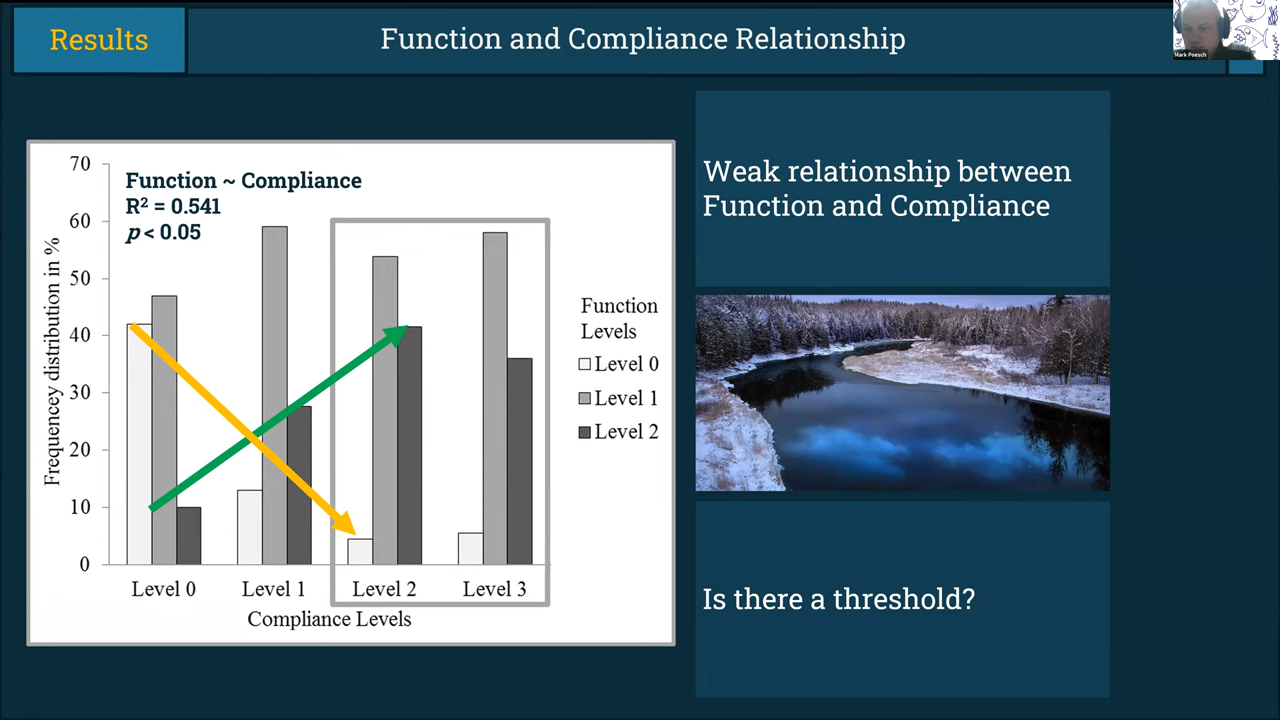 Results
Function and Compliance Relationship
Mark Poesch
70
60
50
40
30
20
10
0
Frequencey distribution in %
Function ~ Compliance
R² = 0.541
p < 0.05
Function
Levels
Level 0
Level 1
Level 2
Level 0
Level 1
Level 2
Level 3
Compliance Levels
Weak relationship between
Function and Compliance
Is there a threshold?